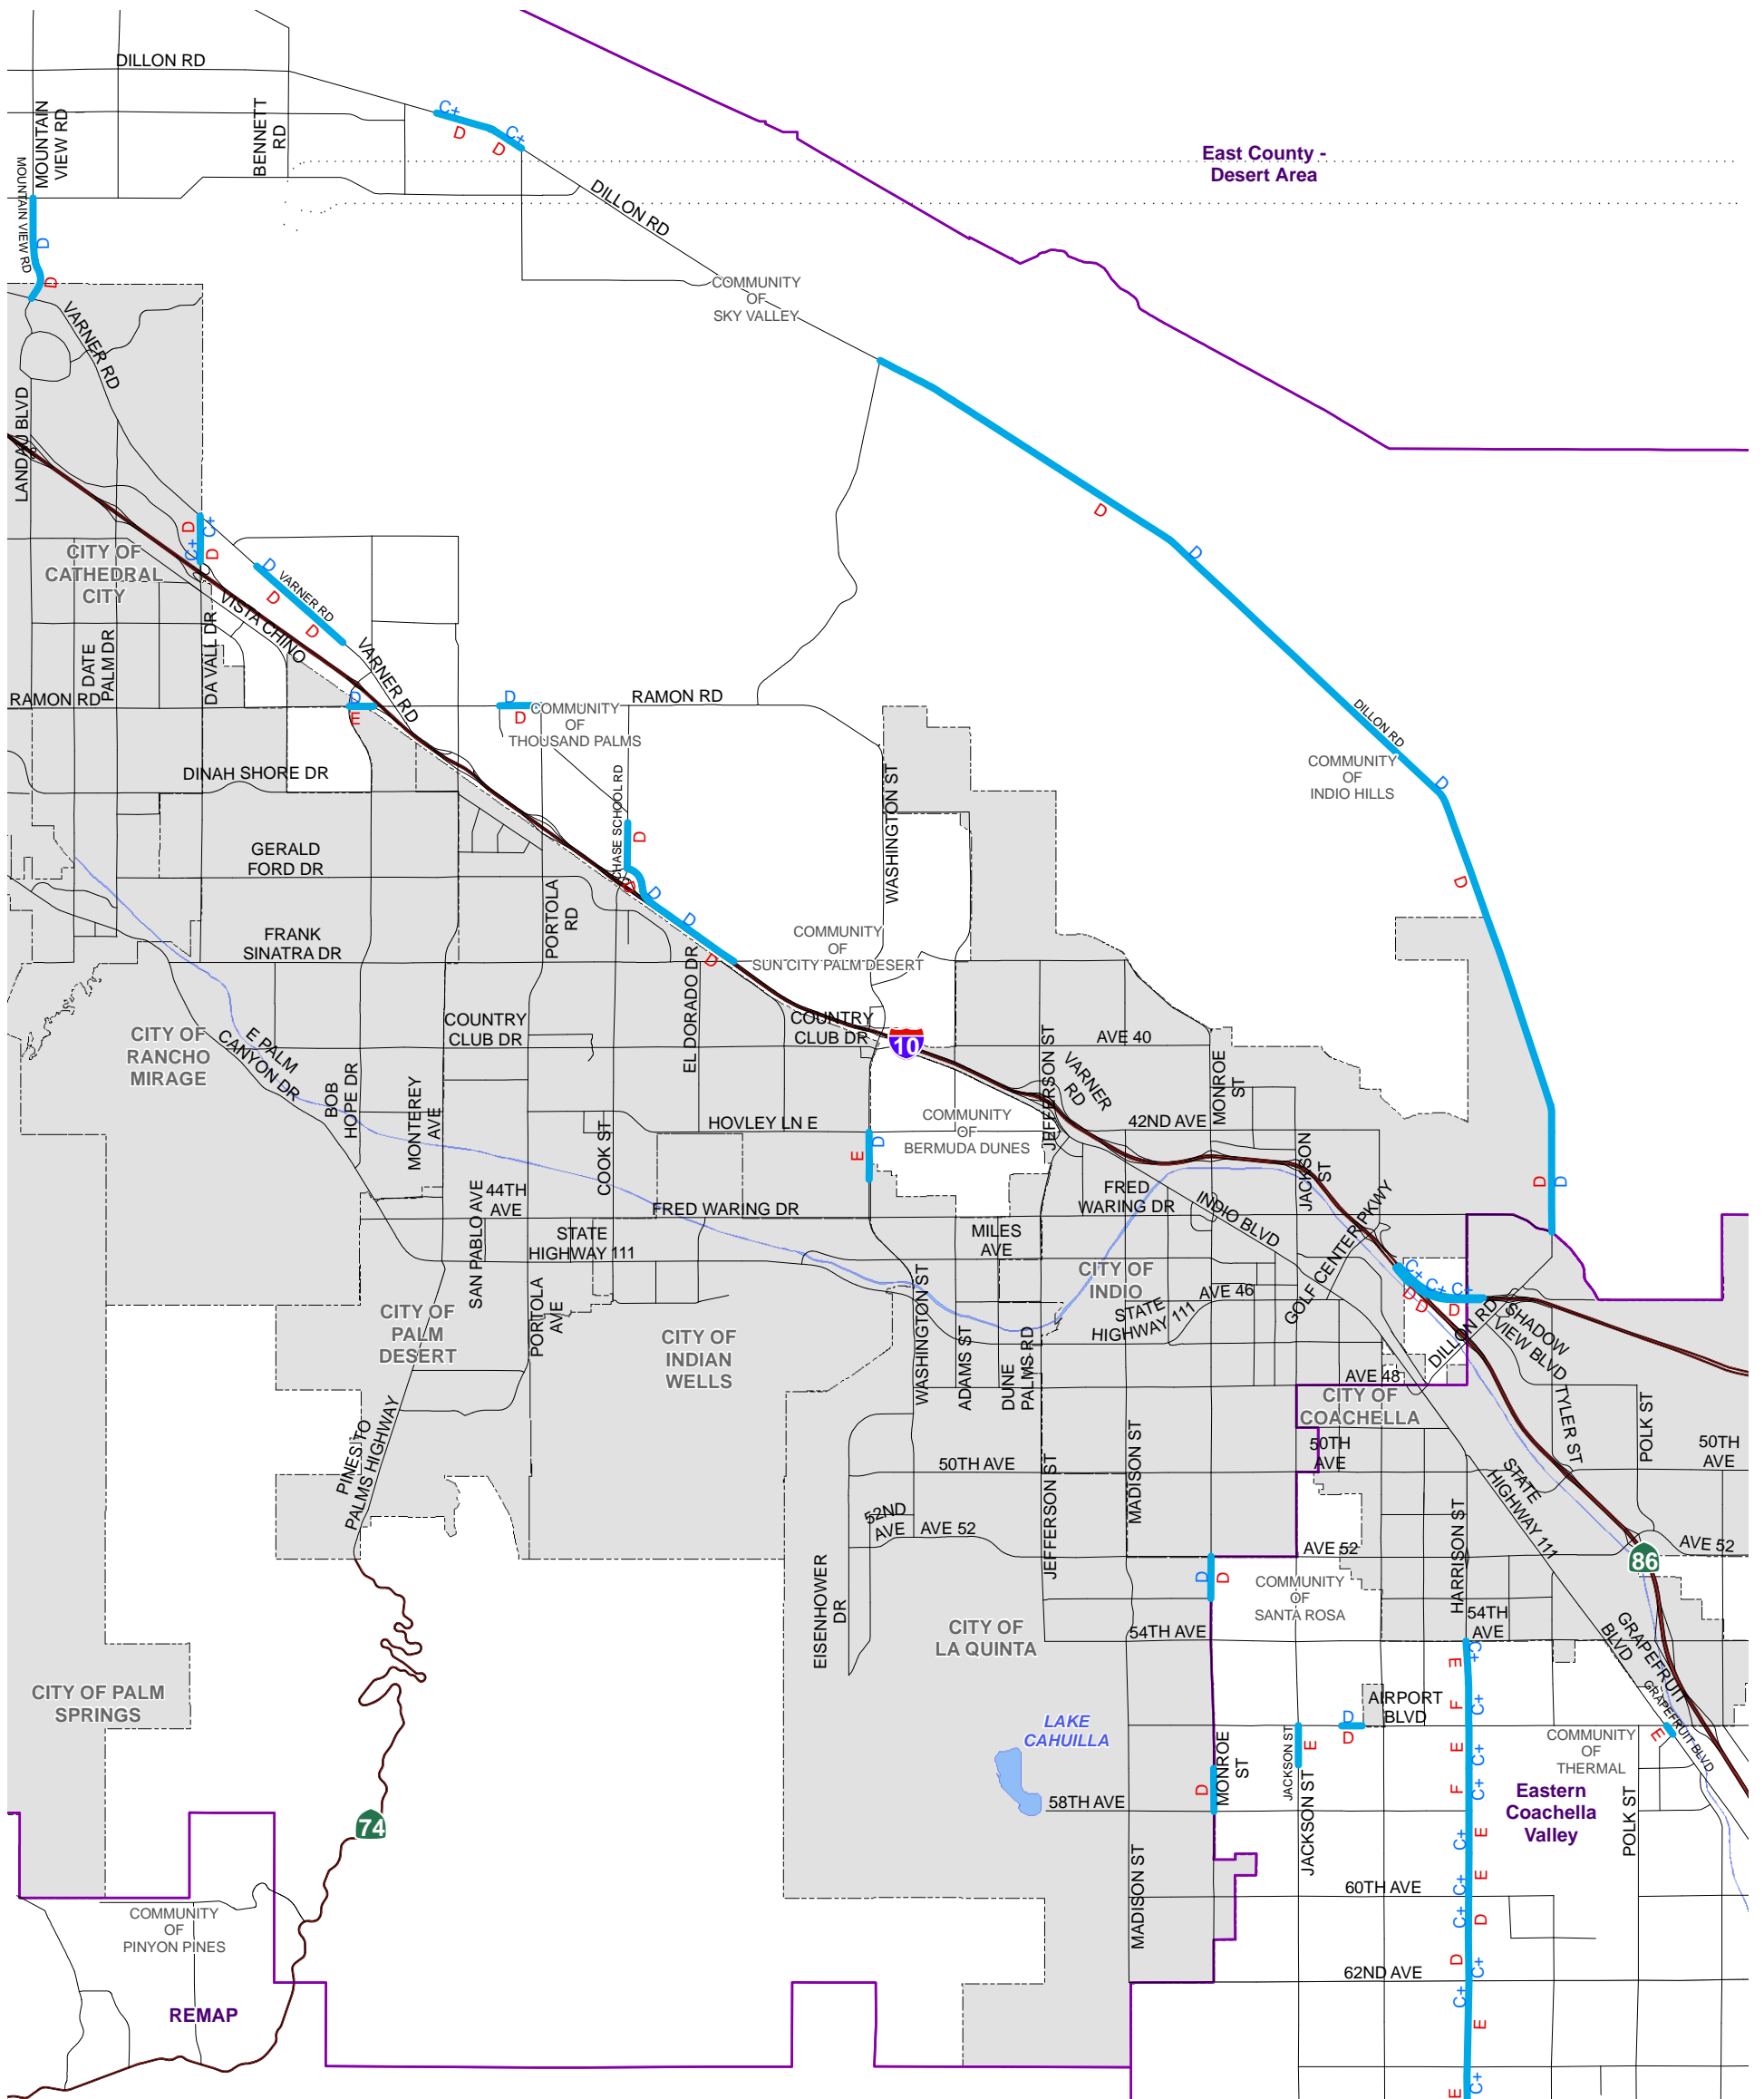 DILLON RD
MOUNTAIN
VIEW RD
BENNETT
RD
C+
D
C+
D
East County -
Desert Area
MOUNTAIN VIEW RD
D
D
DILLON RD
COMMUNITY
OF
SKY VALLEY
VARNER RD
LANDAU BLVD
D
C+
C+
D
D
D
D
VARNER RD
D
D
CITY OF
CATHEDRAL
CITY
VISTA CHINO
DATE
PALM DR
DA VALL DR
VARNER RD
RAMON RD
D
E
D
D
RAMON RD
COMMUNITY
OF
THOUSAND PALMS
DILLON RD
COMMUNITY
OF
INDIO HILLS
D
DINAH SHORE DR
CHASE SCHOOL RD
WASHINGTON ST
D
GERALD
FORD DR
D
D
D
D
D
PORTOLA
RD
FRANK
SINATRA DR
COMMUNITY
OF
SUN CITY PALM DESERT
EL DORADO DR
CITY OF
RANCHO
MIRAGE
E PALM
CANYON DR
COUNTRY
CLUB DR
COUNTRY
CLUB DR
10
AVE 40
JEFFERSON ST
VARNER
RD
MONROE
ST
BOB
HOPE DR
MONTEREY
AVE
HOVLEY LN E
COMMUNITY
OF
BERMUDA DUNES
42ND AVE
E
D
COOK ST
JACKSON
ST
D
D
SAN PABLO AVE
44TH
AVE
FRED WARING DR
FRED
WARING DR
INDIO BLVD
GOLF CENTER PKWY
STATE
HIGHWAY 111
MILES
AVE
CITY OF
INDIO
C+
C+
C+
D
D
D
AVE 46
STATE
HIGHWAY 111
CITY OF
PALM
DESERT
PORTOLA
AVE
CITY OF
INDIAN
WELLS
WASHINGTON ST
ADAMS ST
DUNE
PALMS RD
DILLON RD
SHADOW
VIEW BLVD
AVE 48
CITY OF
COACHELLA
TYLER ST
POLK ST
PINES TO
PALMS HIGHWAY
50TH AVE
JEFFERSON ST
MADISON ST
50TH
AVE
50TH
AVE
STATE
HIGHWAY 111
52ND
AVE
AVE 52
AVE 52
AVE 52
HARRISON ST
86
EISENHOWER
DR
D
D
COMMUNITY
OF
SANTA ROSA
CITY OF
LA QUINTA
54TH AVE
54TH
AVE
GRAPEFRUIT
BLVD
C+
E
CITY OF PALM
SPRINGS
LAKE
CAHUILLA
AIRPORT
BLVD
F
C+
GRAPEFRUIT BLVD
D
D
E
JACKSON ST
E
E
C+
COMMUNITY
OF
THERMAL
MONROE
ST
D
58TH AVE
F
C+
Eastern
Coachella
Valley
JACKSON ST
POLK ST
74
C+
E
60TH AVE
C+
E
MADISON ST
COMMUNITY
OF
PINYON PINES
C+
D
D
C+
62ND AVE
C+
E
REMAP
E
C+